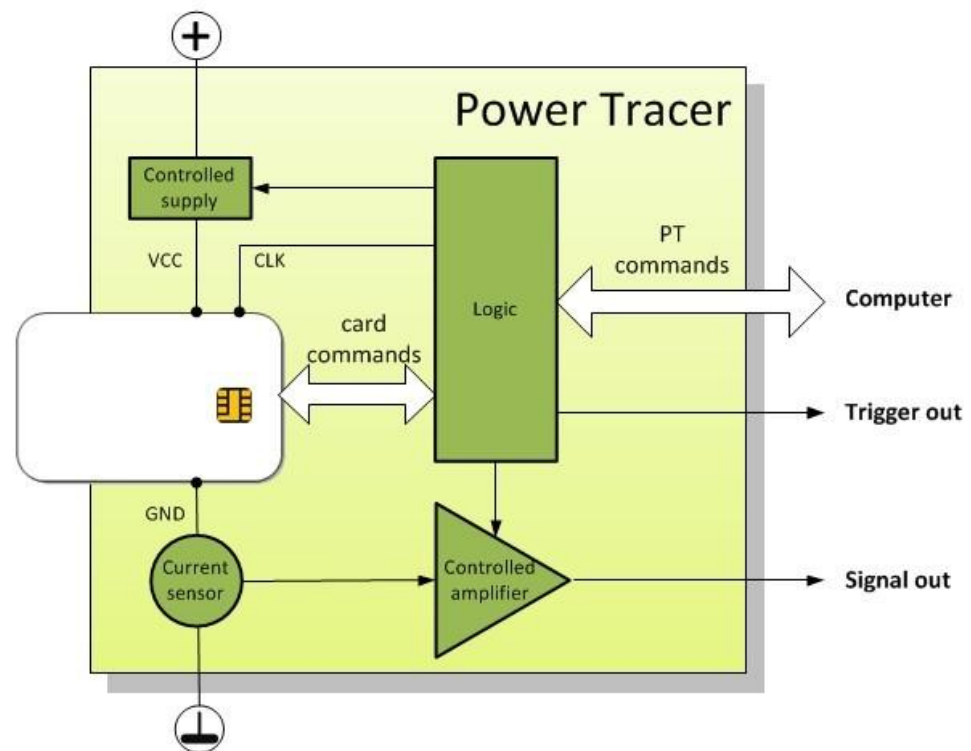 Power Tracer
Controlled
supply
VCC
CLK
PT
commands
Logic
Computer
card
commands
Trigger out
GND
Current
sensor
Controlled
amplifier
Signal out